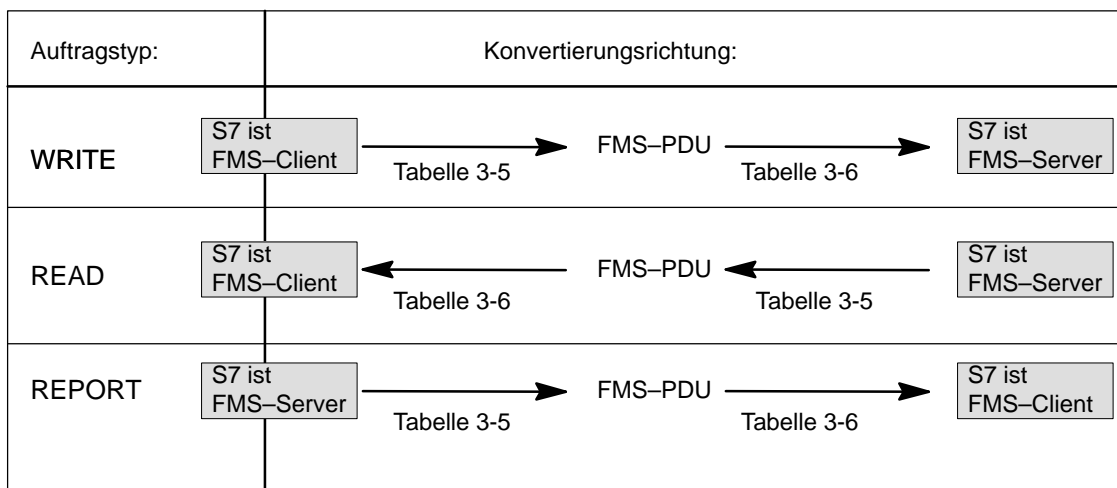 Auftragstyp: Konvertierungsrichtung:
WRITE
S7 ist
FMS–Client
Tabelle 3-5
FMS–PDU
Tabelle 3-6
S7 ist
FMS–Server
READ
S7 ist
FMS–Client
Tabelle 3-6
FMS–PDU
Tabelle 3-5
S7 ist
FMS–Server
REPORT
S7 ist
FMS–Server
Tabelle 3-5
FMS–PDU
Tabelle 3-6
S7 ist
FMS–Client